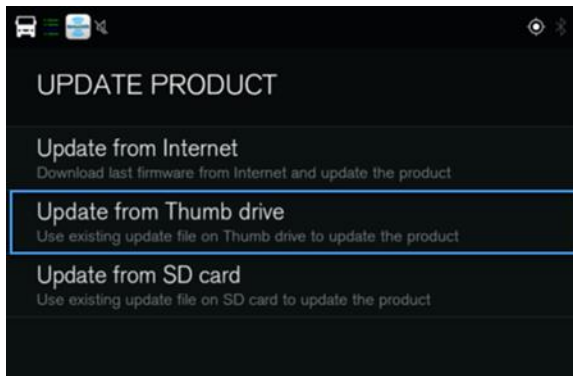 UPDATE PRODUCT
Update from Internet
Download last firmware from Internet and update the product
Update from Thumb drive
Use existing update file on Thumb drive to update the product
Update from SD card
Use existing update file on SD card to update the product